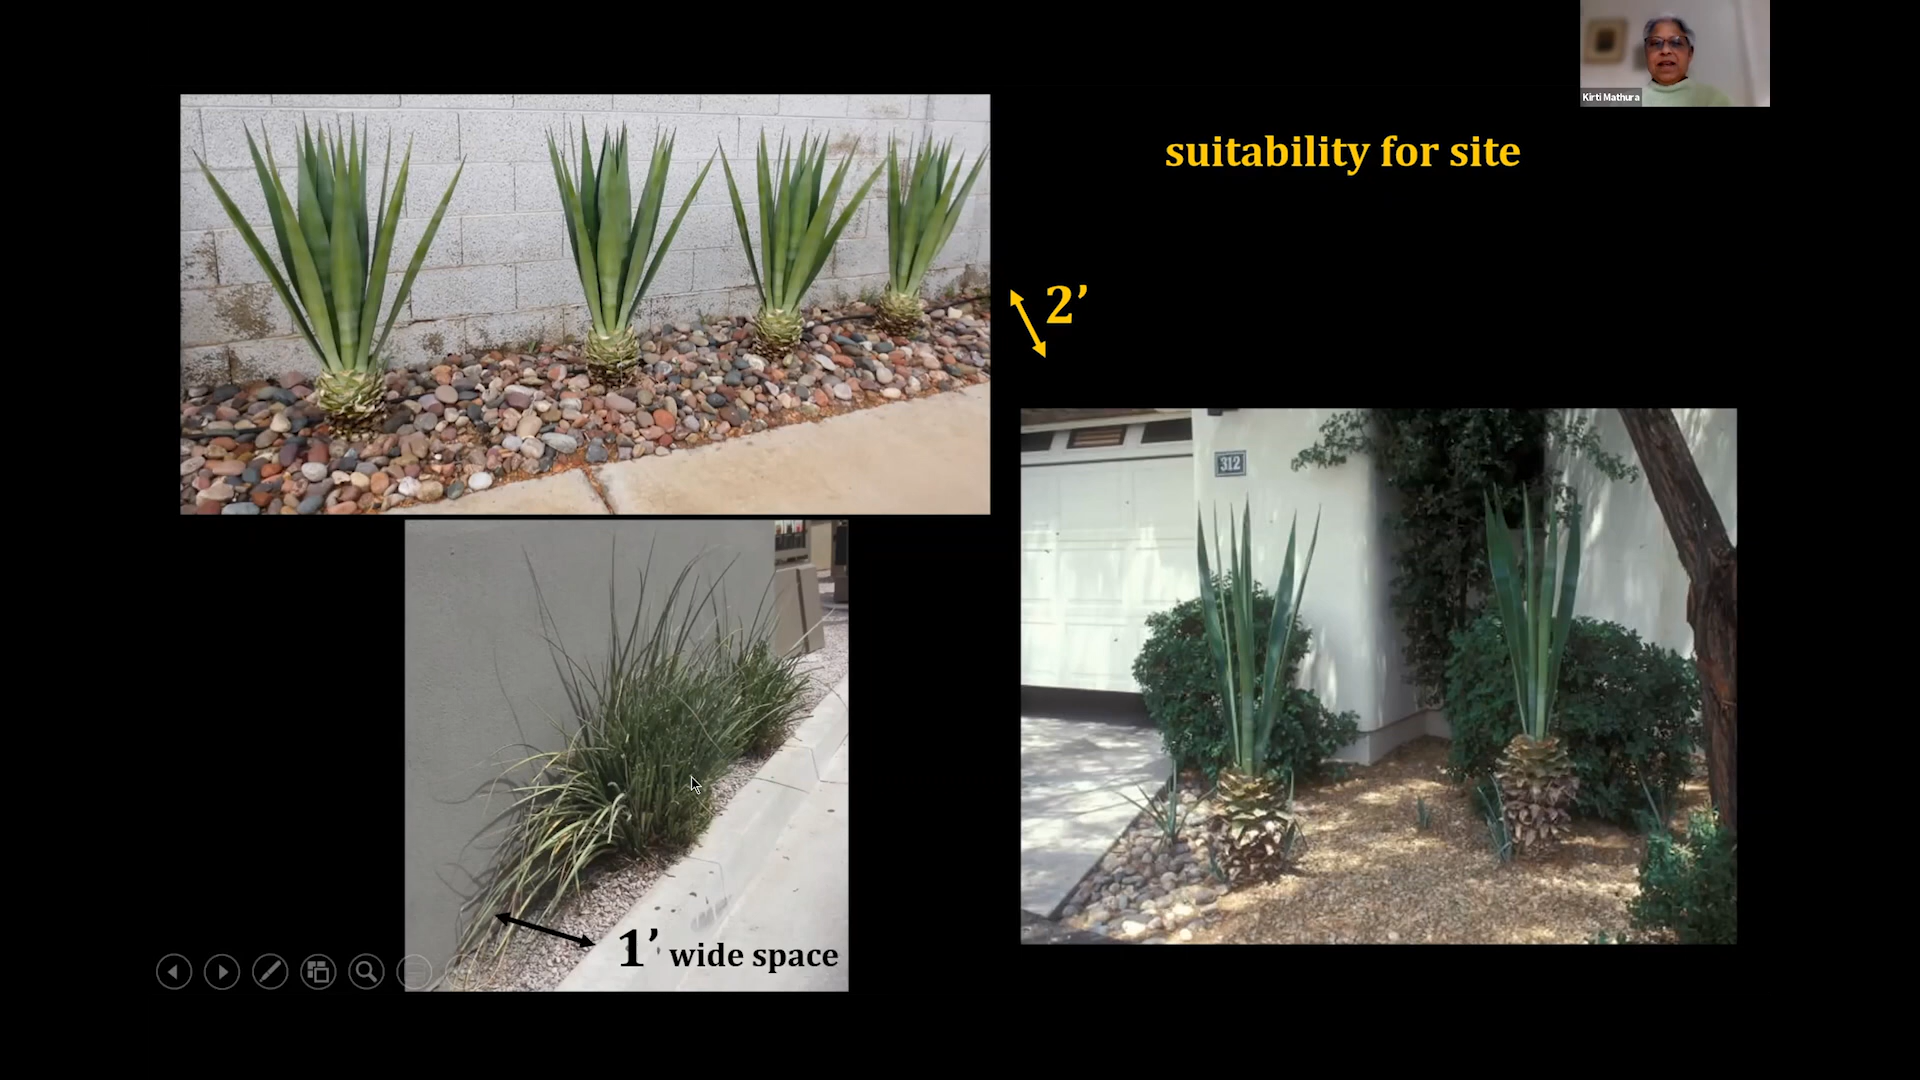 Kirti Mathura
suitability for site
2’
312
1’ wide space